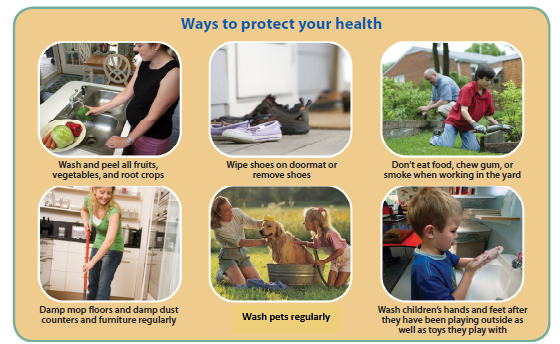 Ways to protect your health
Wash and peel all fruits,
vegetables, and root crops
Wipe shoes on doormat or
remove shoes
Don't eat food, chew gum, or
smoke when working in the yard
Damp mop floors and damp dust
counters and furniture regularly
Wash pets regularly
Wash children's hands and feet after
they have been playing outside as
well as toys they play with